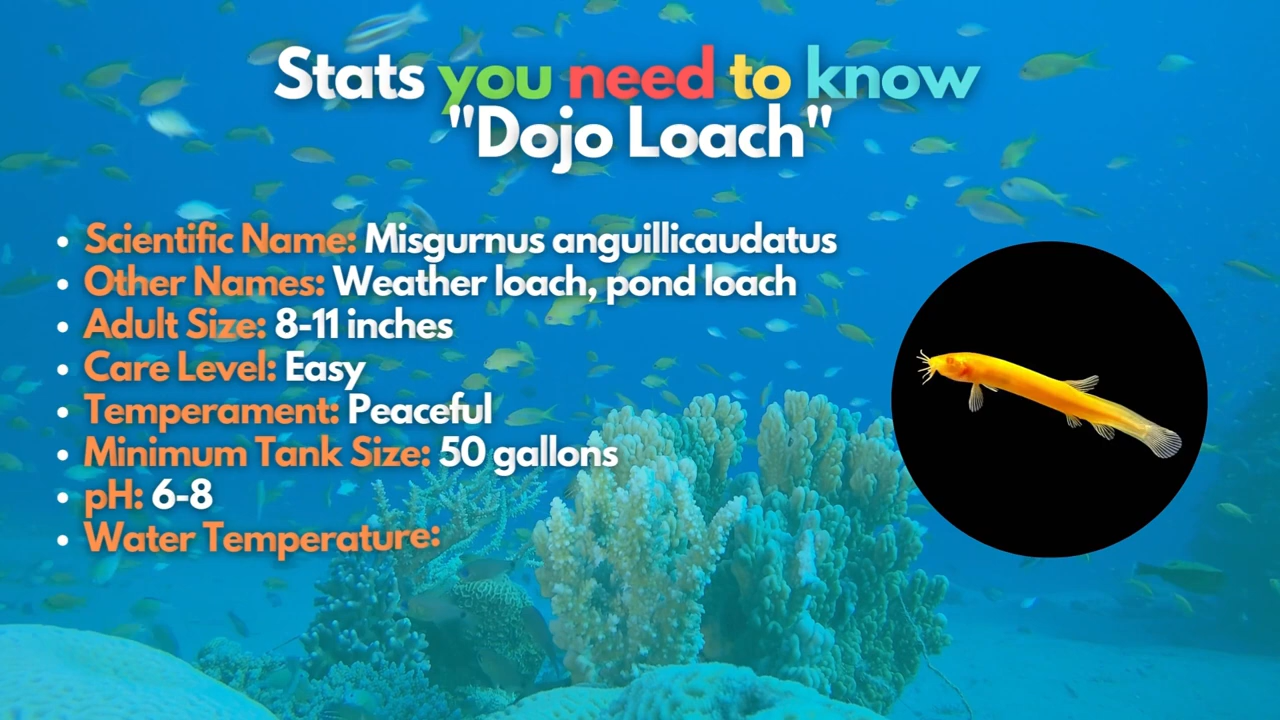 Stats you need to know
"Dojo Loach"
• Scientific Name: Misgurnus anguillicaudatus
• Other Names: Weather loach, pond loach
• Adult Size: 8-11 inches
• Care Level: Easy
• Temperament: Peaceful
• Minimum Tank Size: 50 gallons
• pH: 6-8
• Water Temperature: